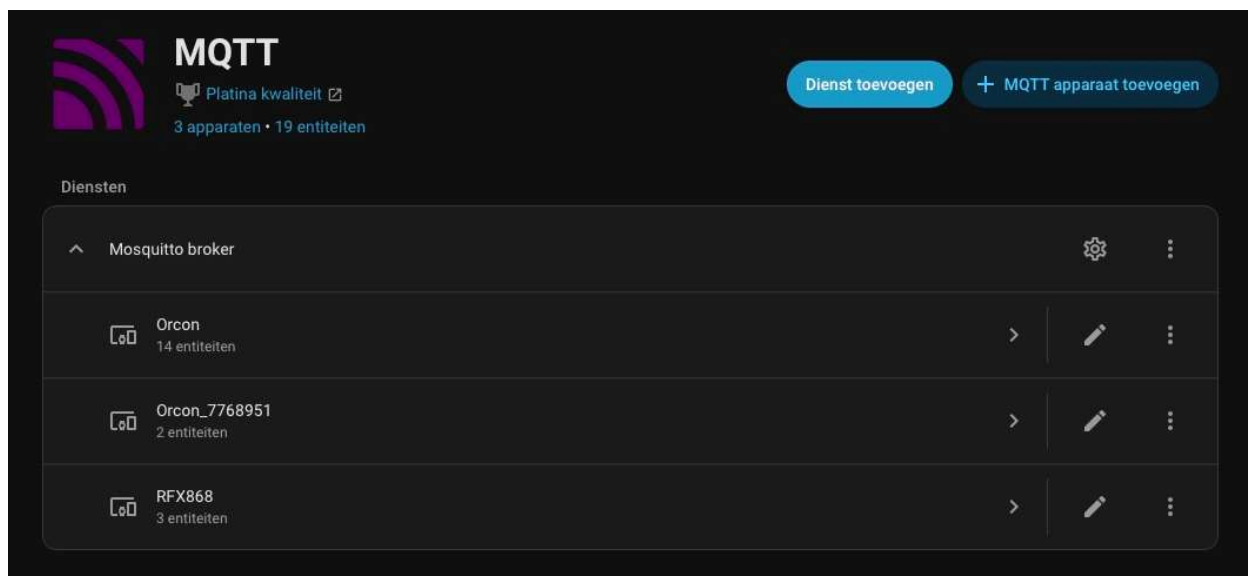 MQTT
Platina kwaliteit
3 apparaten • 19 entiteiten
Dienst toevoegen
+ MQTT apparaat toevoegen
Diensten
Mosquitto broker
Orcon
14 entiteiten
Orcon_7768951
2 entiteiten
RFX868
3 entiteiten